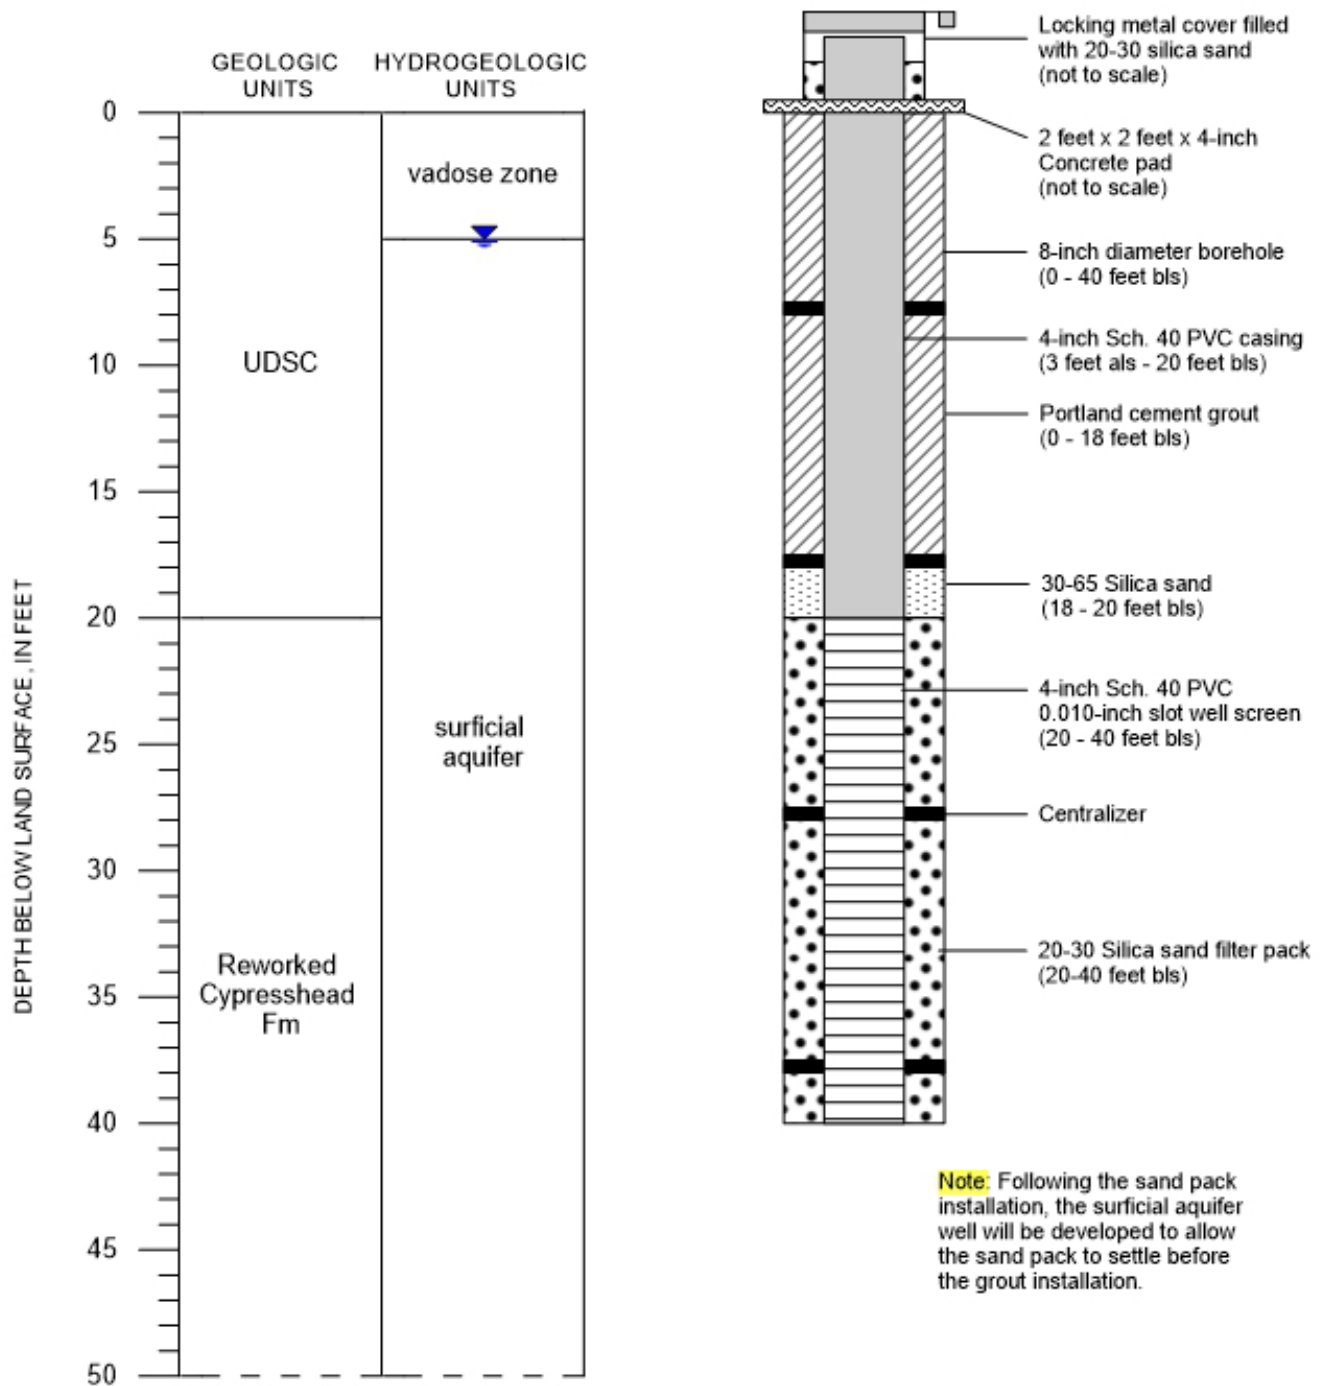 GEOLOGIC
UNITS
HYDROGEOLOGIC
UNITS
0
5
10
15
20
25
30
35
40
45
50
DEPTH BELOW LAND SURFACE, IN FEET
UDSC
Reworked
Cypresshead
Fm
vadose zone
surficial
aquifer
Locking metal cover filled
with 20-30 silica sand
(not to scale)
2 feet x 2 feet x 4-inch
Concrete pad
(not to scale)
8-inch diameter borehole
(0 - 40 feet bls)
4-inch Sch. 40 PVC casing
(3 feet als - 20 feet bls)
Portland cement grout
(0 - 18 feet bls)
30-65 Silica sand
(18 - 20 feet bls)
4-inch Sch. 40 PVC
0.010-inch slot well screen
(20 - 40 feet bls)
Centralizer
20-30 Silica sand filter pack
(20-40 feet bls)
Note: Following the sand pack
installation, the surficial aquifer
well will be developed to allow
the sand pack to settle before
the grout installation.